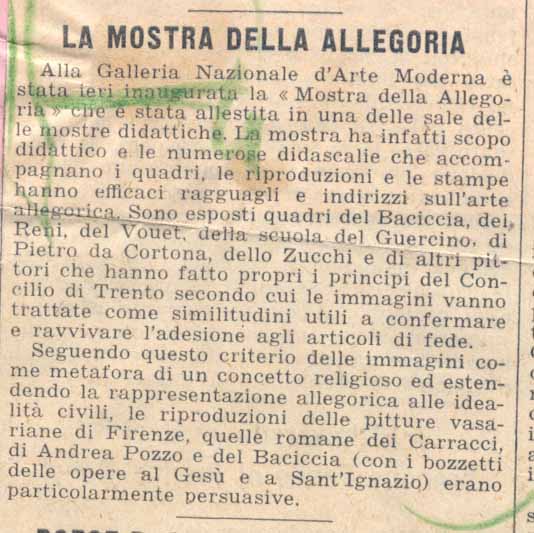 LA MOSTRA DELLA ALLEGORIA
Alla Galleria Nazionale d'Arte Moderna è
stata ieri inaugurata la « Mostra della Allego-
ria » che è stata allestita in una delle sale del-
le mostre didattiche. La mostra ha infatti scopo
didattico e le numerose didascalie che accom-
pagnano i quadri, le riproduzioni e le stampe
hanno efficaci ragguagli e indirizzi sull'arte
allegorica. Sono esposti quadri del Baciccia, dei
Reni, del Vouet, della scuola del Guercino, di
Pietro da Cortona, dello Zucchi e di altri pit-
tori che hanno fatto propri i principi del Con-
cilio di Trento secondo cui le immagini vanno
trattate come similitudini utili a confermare
e ravvivare l'adesione agli articoli di fede.
Seguendo questo criterio delle immagini co-
me metafora di un concetto religioso ed esten-
dendo la rappresentazione allegorica alle idea-
lità civili, le riproduzioni delle pitture vasa-
riane di Firenze, quelle romane dei Carracci,
di Andrea Pozzo e del Baciccia (con i bozzetti
delle opere al Gesù e a Sant'Ignazio) erano
particolarmente persuasive.